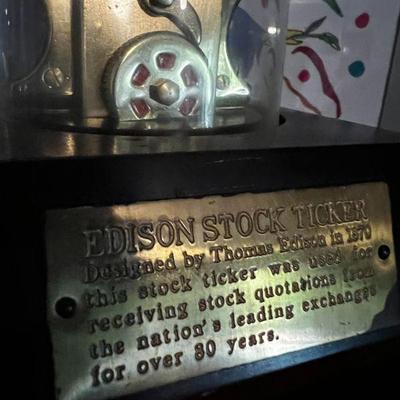 EDISON STOCK TICKER
Designed by Thomas Edison in 1870
this stock ticker was used for
receiving stock quotations from
the nation's leading exchanges
for over 80 years.